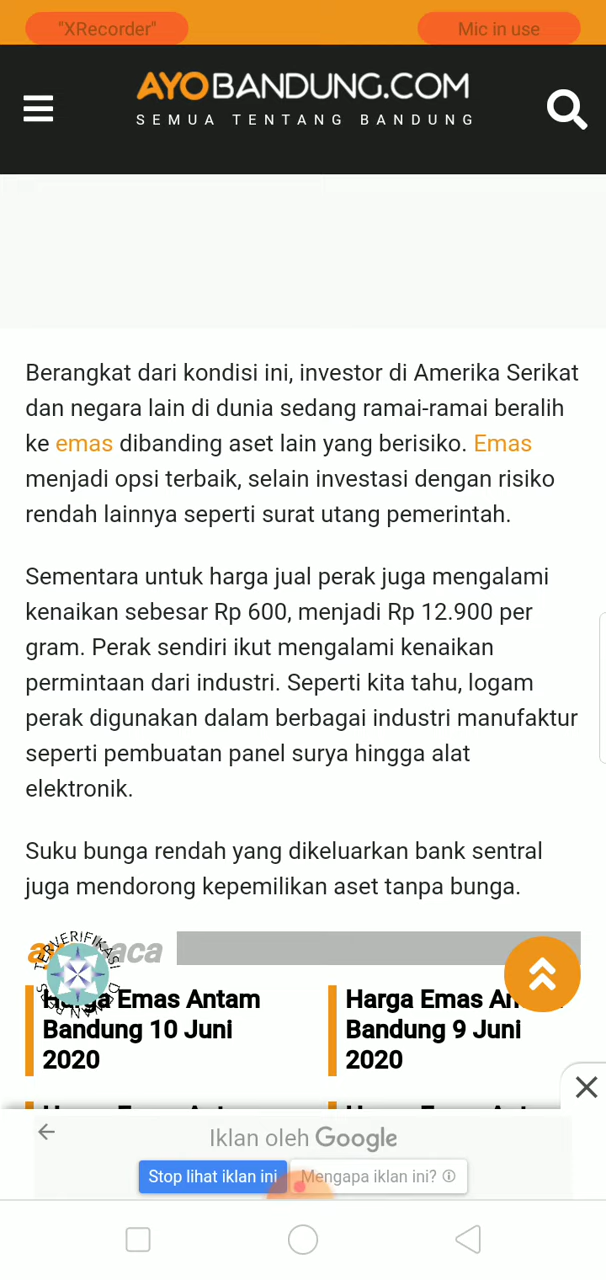 "XRecorder"
Mic in use
AYOBANDUNG.COM
SEMUA TENTANG BANDUNG
Berangkat dari kondisi ini, investor di Amerika Serikat
dan negara lain di dunia sedang ramai-ramai beralih
ke emas dibanding aset lain yang berisiko. Emas
menjadi opsi terbaik, selain investasi dengan risiko
rendah lainnya seperti surat utang pemerintah.
Sementara untuk harga jual perak juga mengalami
kenaikan sebesar Rp 600, menjadi Rp 12.900 per
gram. Perak sendiri ikut mengalami kenaikan
permintaan dari industri. Seperti kita tahu, logam
perak digunakan dalam berbagai industri manufaktur
seperti pembuatan panel surya hingga alat
elektronik.
Suku bunga rendah yang dikeluarkan bank sentral
juga mendorong kepemilikan aset tanpa bunga.
TERVERIFIKASI DEWAN PERS
Harga Emas Antam
Bandung 10 Juni
2020
Harga Emas
Bandung 9 Juni
2020
Iklan oleh Google
Stop lihat iklan ini
Mengapa iklan ini?